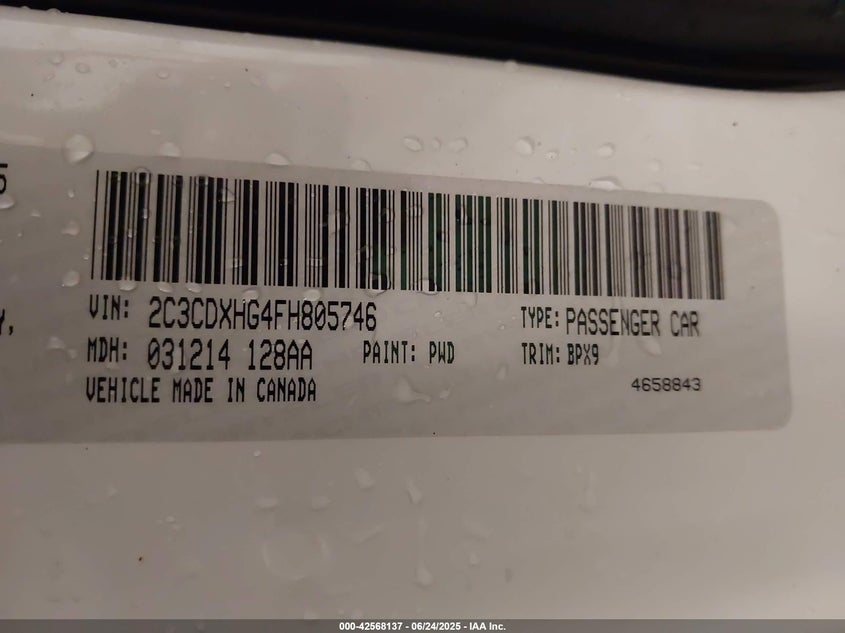 5
Y,
VIN: 2C3CDXHG4FH805746 TYPE: PASSENGER CAR
MDH: 031214 128AA PAINT: PWD TRIM: BPX9
VEHICLE MADE IN CANADA 4658843
000-42568137 - 06/24/2025 - IAA Inc.